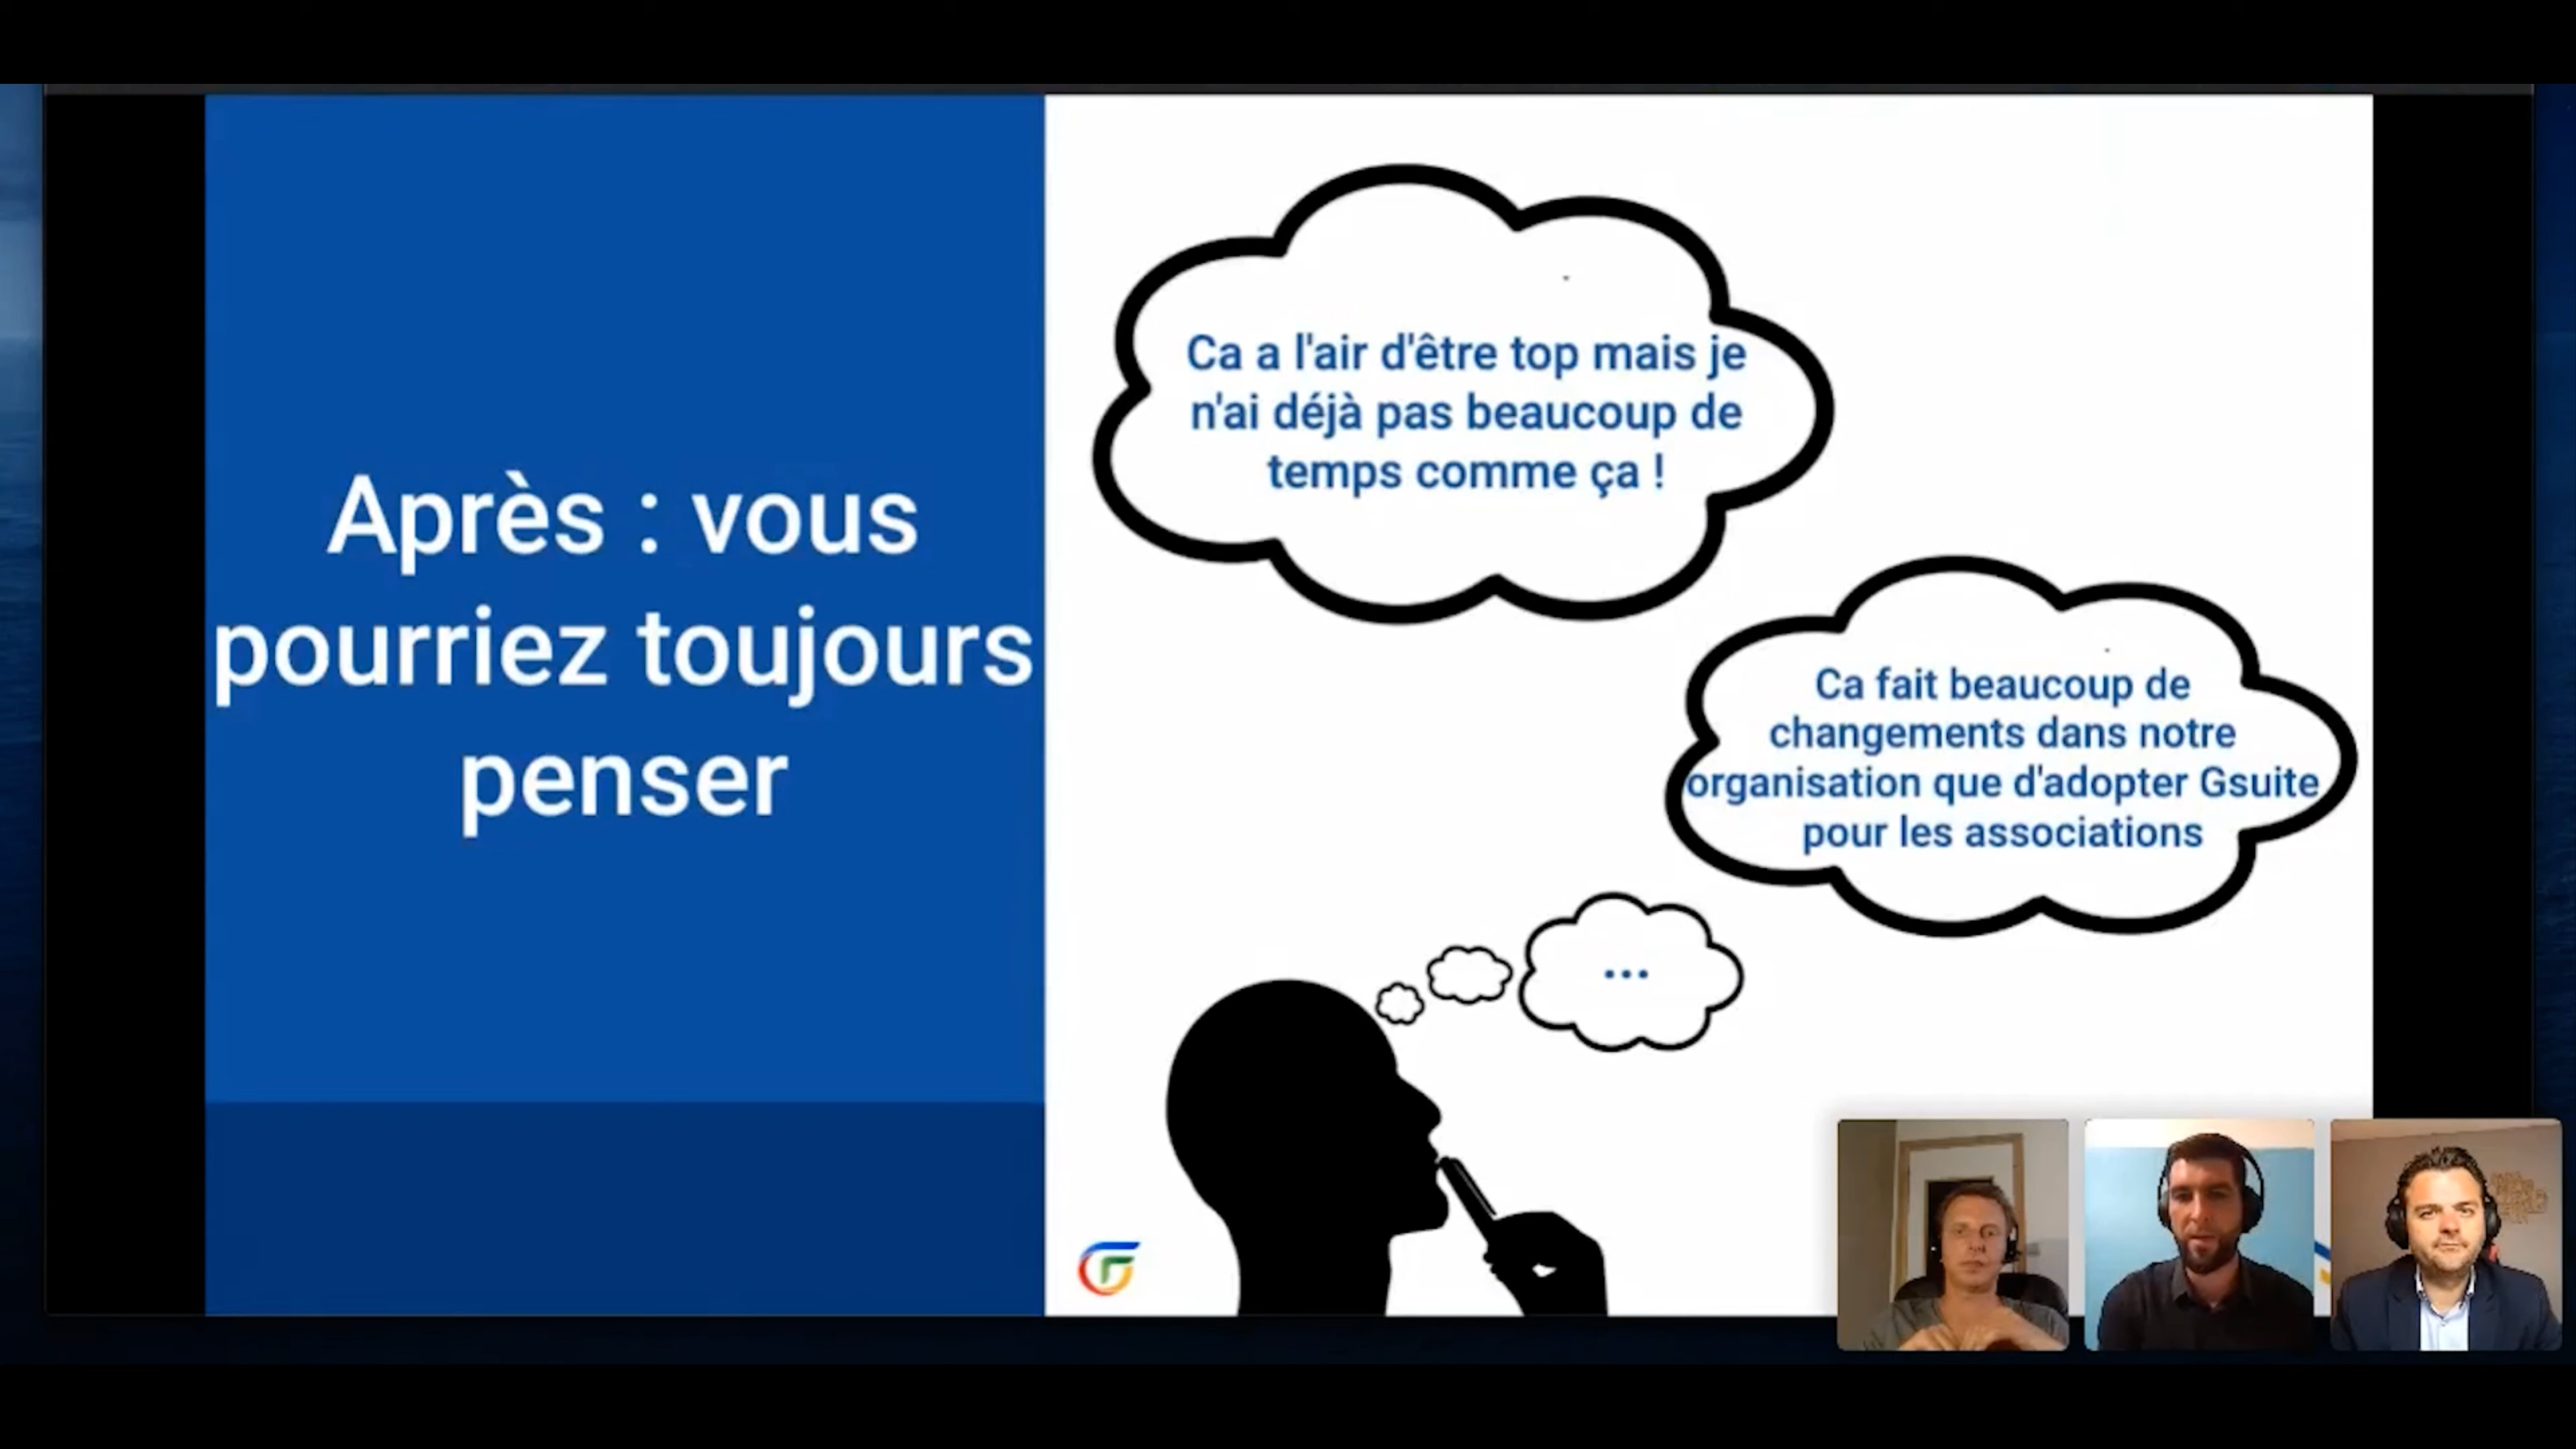 Après : vous
pourriez toujours
penser
Ca a l'air d'être top mais je
n'ai déjà pas beaucoup de
temps comme ça !
Ca fait beaucoup de
changements dans notre
organisation que d'adopter Gsuite
pour les associations
...